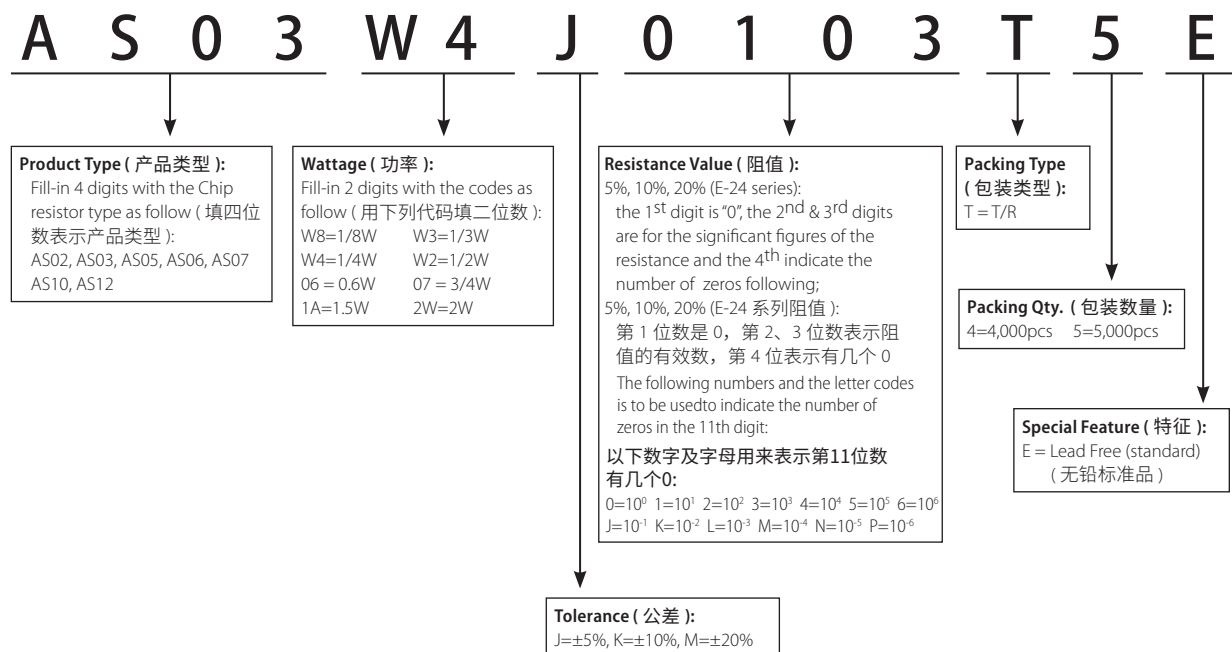 A S 0 3 W 4 J 0 1 0 3 T 5 E
Product Type ( 产品类型 ):
Fill-in 4 digits with the Chip
resistor type as follow ( 填四位
数表示产品类型 ):
AS02, AS03, AS05, AS06, AS07
AS10, AS12
Wattage ( 功率 ):
Fill-in 2 digits with the codes as
follow ( 用下列代码填二位数 ):
W8=1/8W W3=1/3W
W4=1/4W W2=1/2W
06 = 0.6W 07 = 3/4W
1A=1.5W 2W=2W
Resistance Value ( 阻值 ):
5%, 10%, 20% (E-24 series):
the 1st digit is “0”, the 2nd & 3rd digits
are for the significant figures of the
resistance and the 4th indicate the
number of zeros following;
5%, 10%, 20% (E-24 系列阻值 ):
第 1 位数是 0，第 2、3 位数表示阻
值的有效数，第 4 位表示有几个 0
The following numbers and the letter codes
is to be usedto indicate the number of
zeros in the 11th digit:
以下数字及字母用来表示第11位数
有几个0:
0=10⁰ 1=10¹ 2=10² 3=10³ 4=10⁴ 5=10⁵ 6=10⁶
J=10⁻¹ K=10⁻² L=10⁻³ M=10⁻⁴ N=10⁻⁵ P=10⁻⁶
Packing Type
( 包装类型 ):
T = T/R
Packing Qty. ( 包装数量 ):
4=4,000pcs 5=5,000pcs
Special Feature ( 特征 ):
E = Lead Free (standard)
( 无铅标准品 )
Tolerance ( 公差 ):
J=±5%, K=±10%, M=±20%